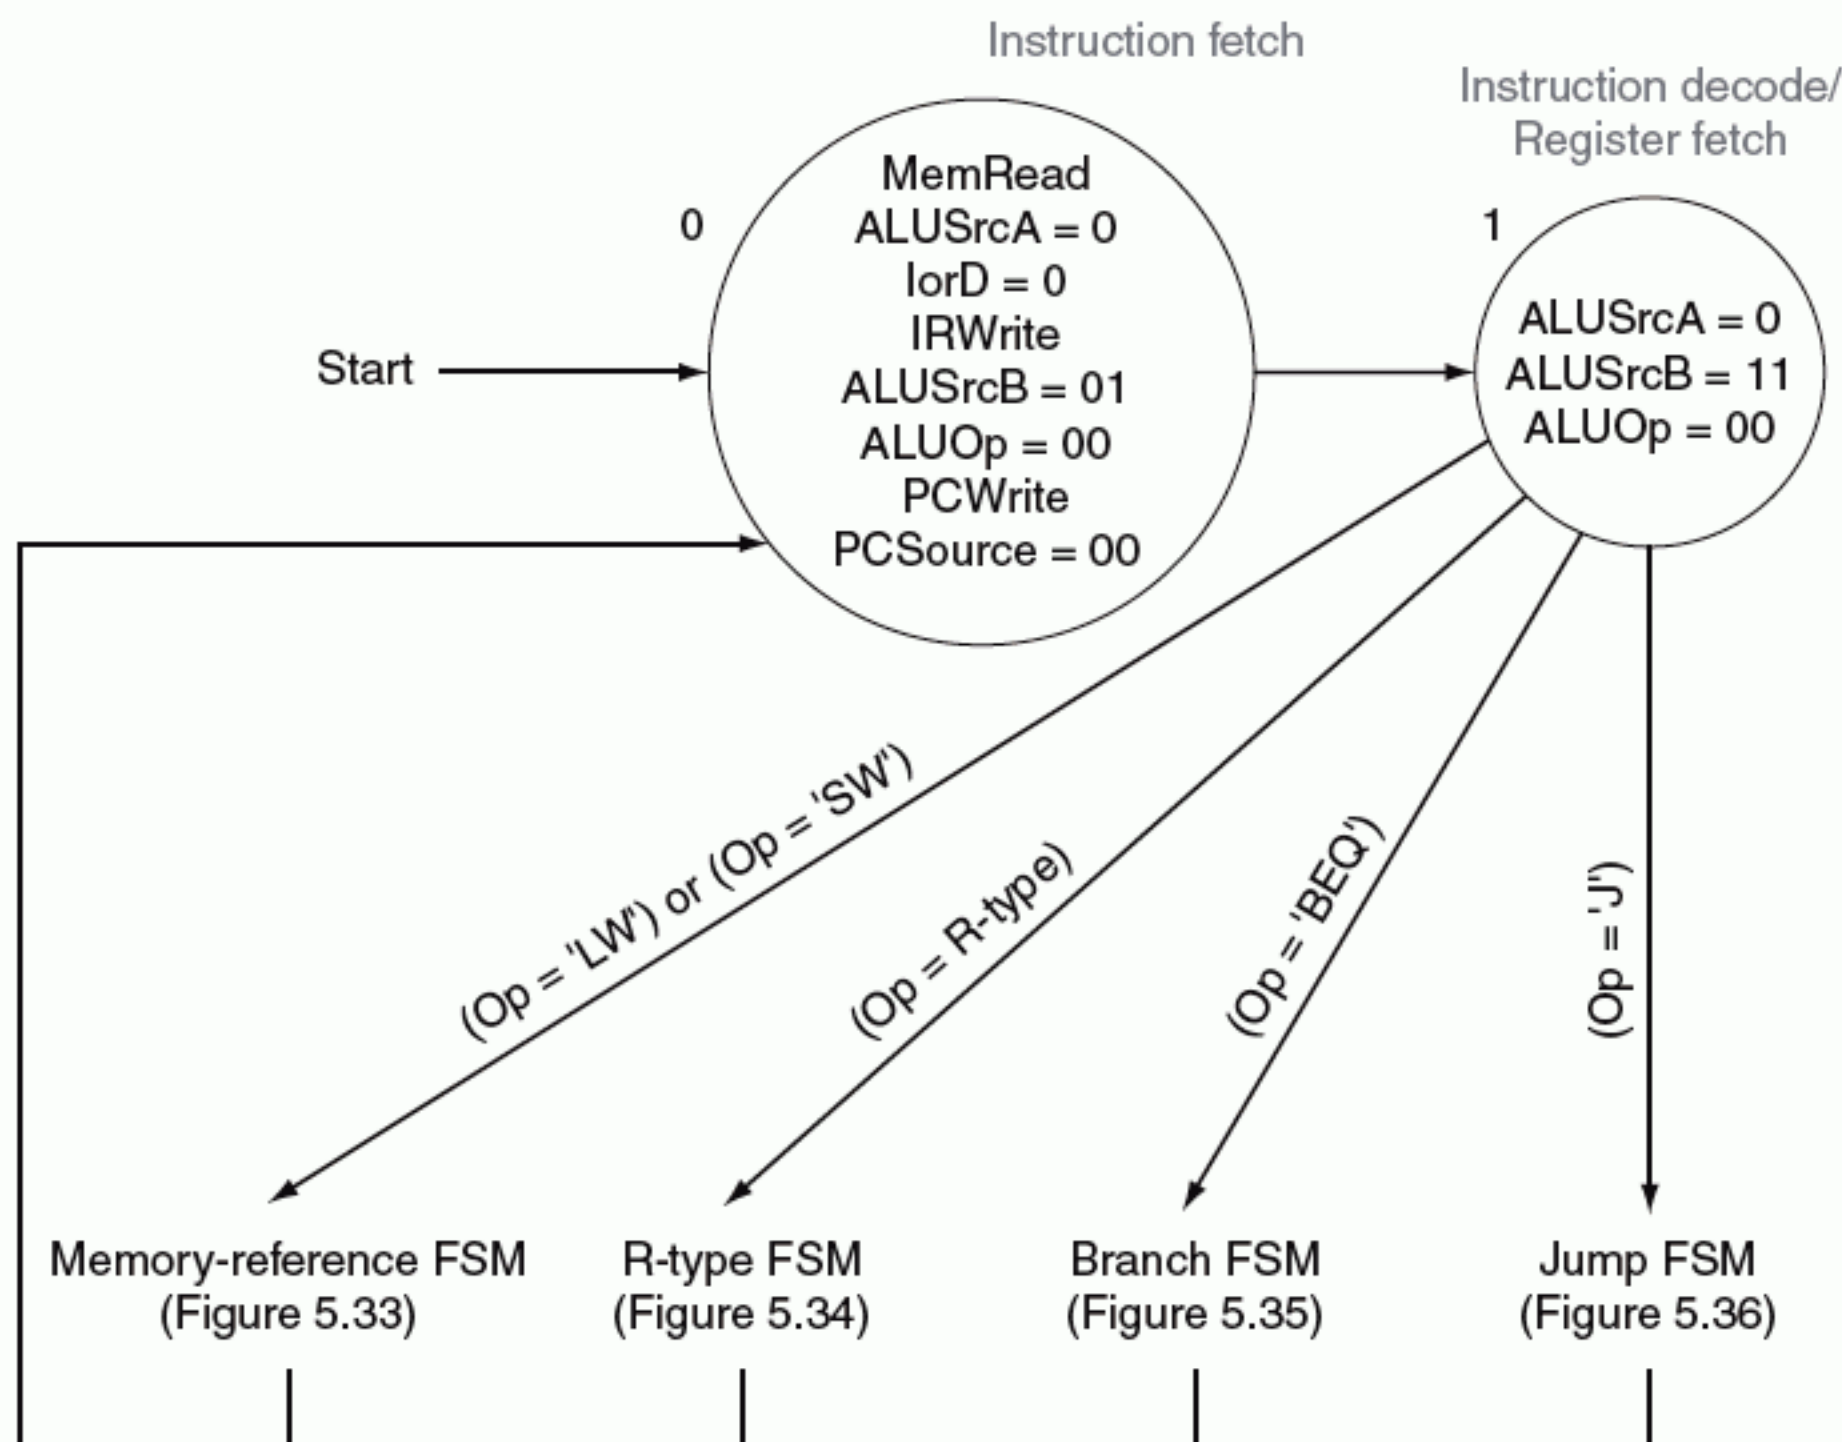 Instruction fetch
Instruction decode/
Register fetch
0
MemRead
ALUSrcA = 0
IorD = 0
IRWrite
ALUSrcB = 01
ALUOp = 00
PCWrite
PCSource = 00
1
ALUSrcA = 0
ALUSrcB = 11
ALUOp = 00
Start
(Op = 'LW') or (Op = 'SW')
(Op = R-type)
(Op = 'BEQ')
(Op = 'J')
Memory-reference FSM
(Figure 5.33)
R-type FSM
(Figure 5.34)
Branch FSM
(Figure 5.35)
Jump FSM
(Figure 5.36)